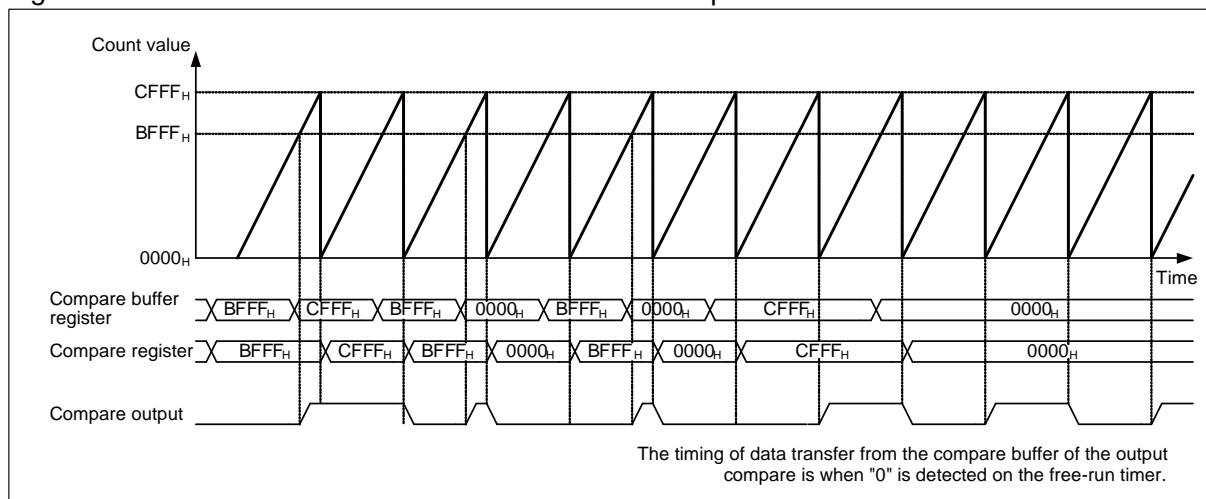 Count value
CFFFH
BFFFH
0000H
Time
Compare buffer register
BFFFH CFFFH BFFFH 0000H BFFFH 0000H CFFFH 0000H
Compare register
BFFFH CFFFH BFFFH 0000H BFFFH 0000H CFFFH 0000H
Compare output
The timing of data transfer from the compare buffer of the output
compare is when "0" is detected on the free-run timer.